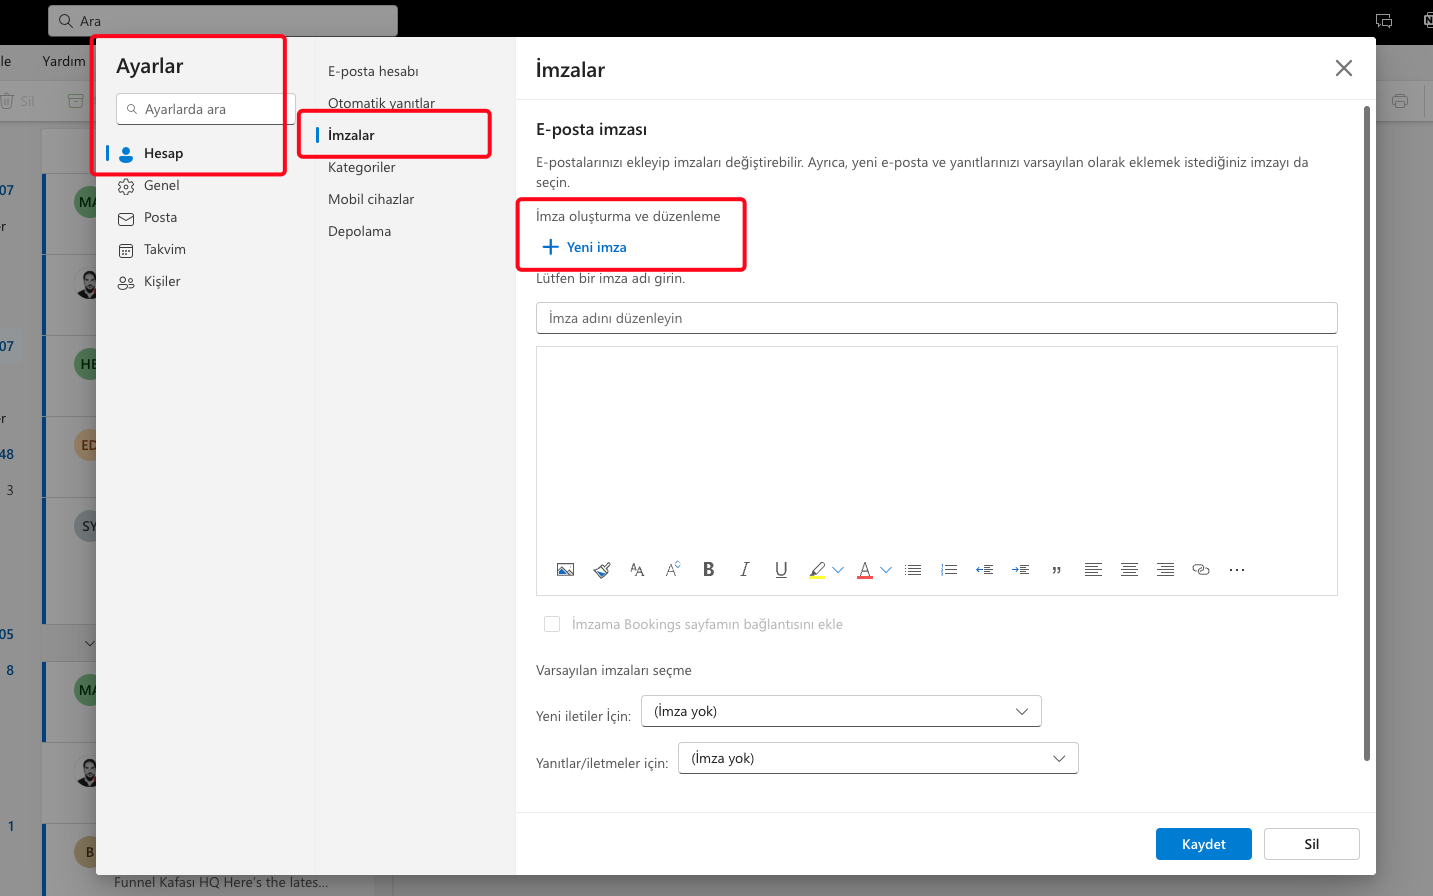 Ara
le
Yardım
Sil
07
r
07
r
48
3
05
8
1
MA
HE
ED
SY
MA
B
Funnel Kafası HQ Here's the lates...
Ayarlar
Ayarlarda ara
Hesap
Genel
Posta
Takvim
Kişiler
E-posta hesabı
Otomatik yanıtlar
İmzalar
Kategoriler
Mobil cihazlar
Depolama
İmzalar
E-posta imzası
E-postalarınızı ekleyip imzaları değiştirebilir. Ayrıca, yeni e-posta ve yanıtlarınızı varsayılan olarak eklemek istediğiniz imzayı da
seçin.
İmza oluşturma ve düzenleme
Yeni imza
Lütfen bir imza adı girin.
İmza adını düzenleyin
İmzama Bookings sayfamın bağlantısını ekle
Varsayılan imzaları seçme
Yeni iletiler İçin: (İmza yok)
Yanıtlar/iletmeler için: (İmza yok)
Kaydet
Sil